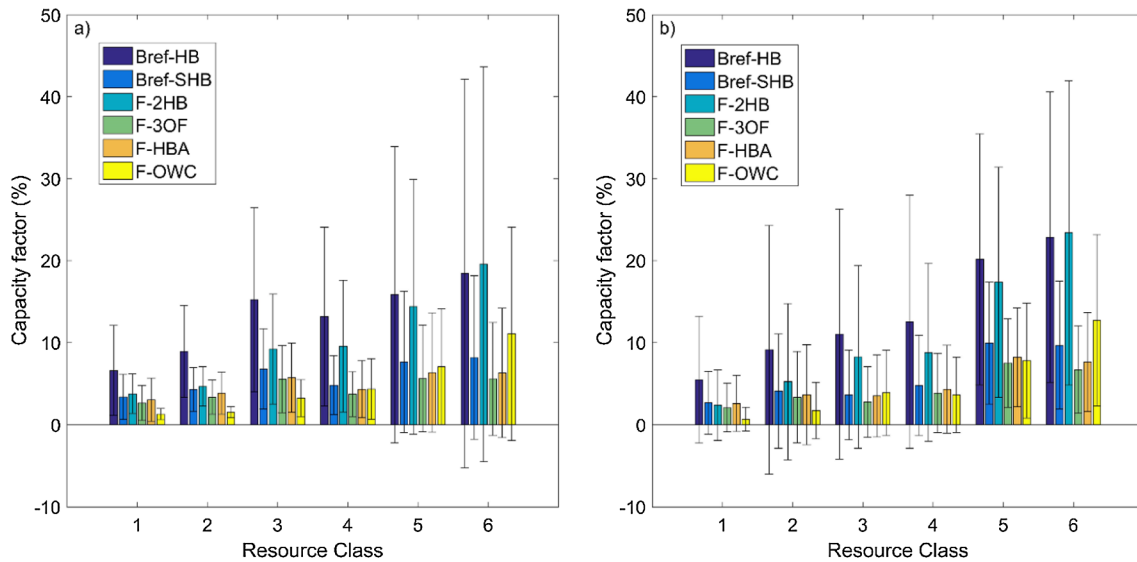 a)
Bref-HB
Bref-SHB
F-2HB
F-3OF
F-HBA
F-OWC
Capacity factor (%)
50
40
30
20
10
0
-10
1 2 3 4 5 6
Resource Class
b)
Bref-HB
Bref-SHB
F-2HB
F-3OF
F-HBA
F-OWC
Capacity factor (%)
50
40
30
20
10
0
-10
1 2 3 4 5 6
Resource Class